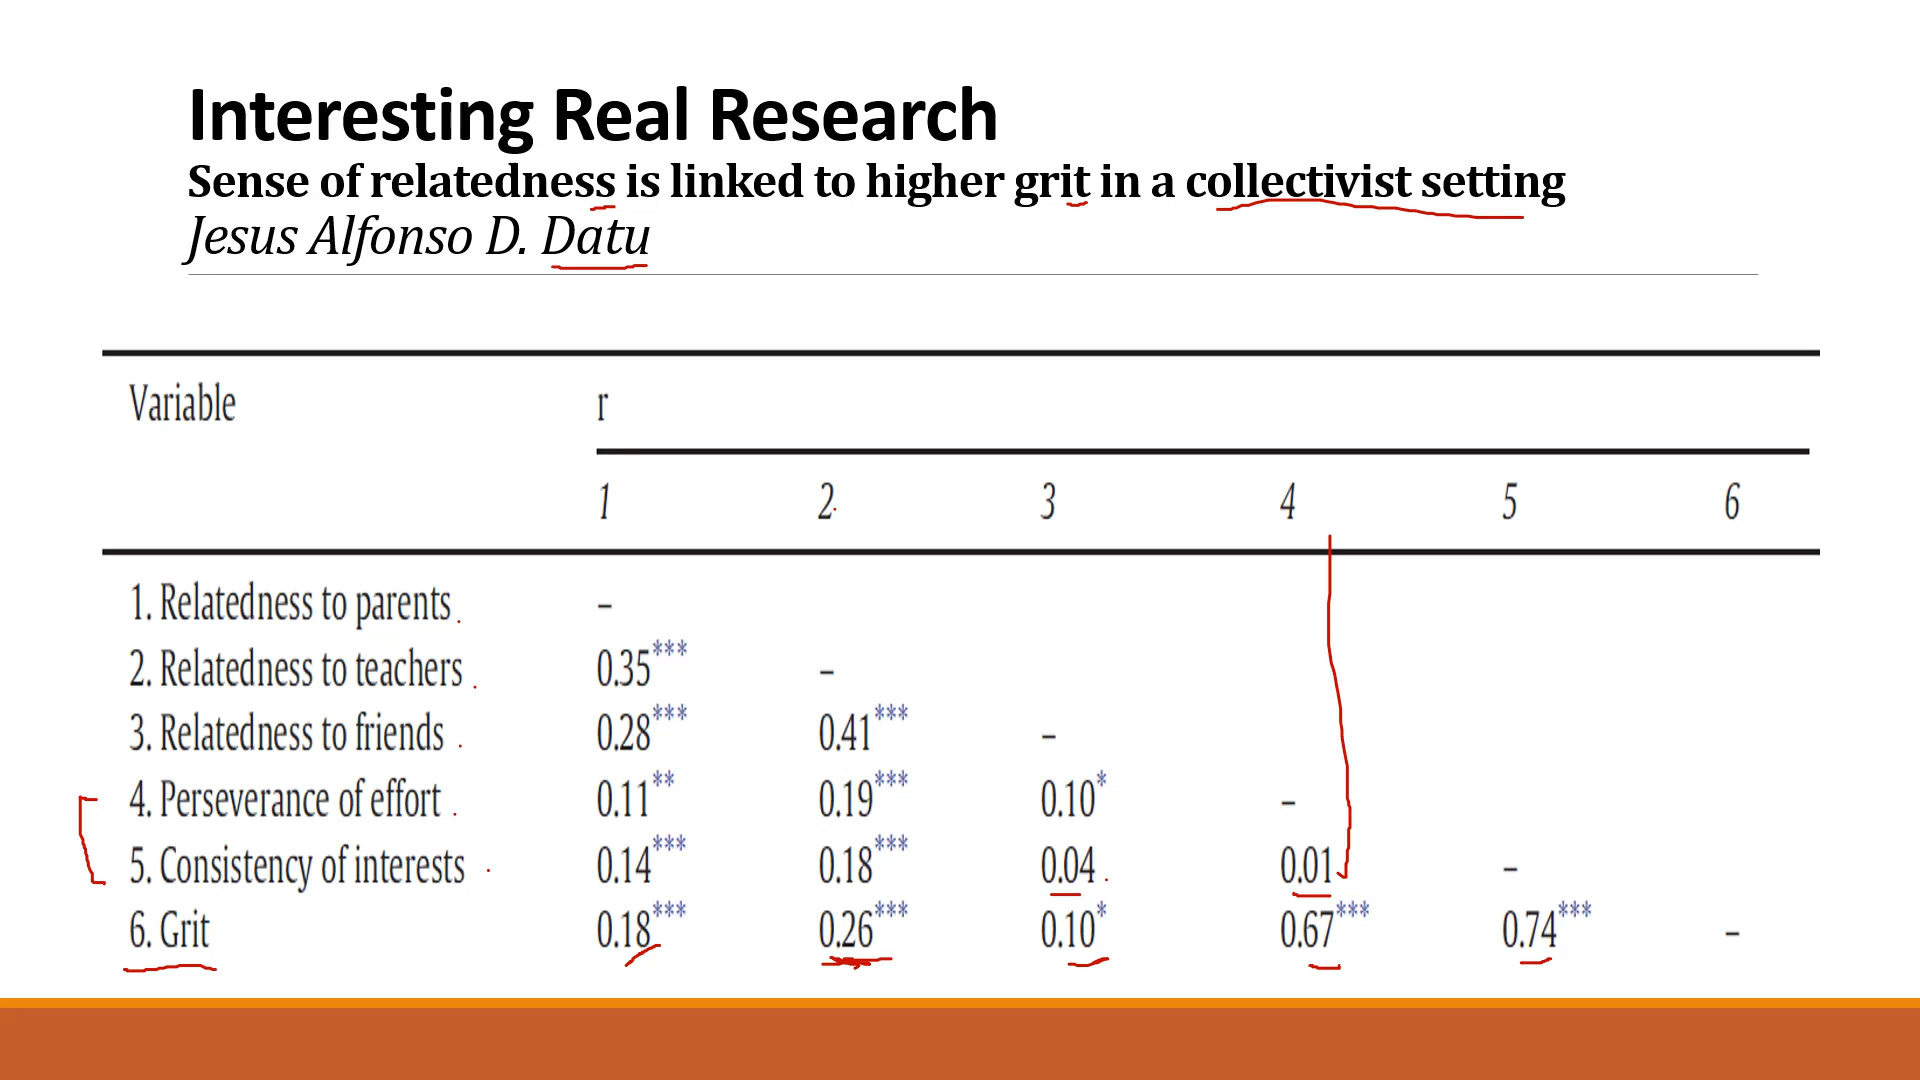 Interesting Real Research
Sense of relatedness is linked to higher grit in a collectivist setting
Jesus Alfonso D. Datu
Variable r
1 2 3 4 5 6
1. Relatedness to parents –
2. Relatedness to teachers 0.35*** –
3. Relatedness to friends 0.28*** 0.41*** –
4. Perseverance of effort 0.11** 0.19*** 0.10* –
5. Consistency of interests 0.14*** 0.18*** 0.04 0.01 –
6. Grit 0.18*** 0.26*** 0.10* 0.67*** 0.74*** –